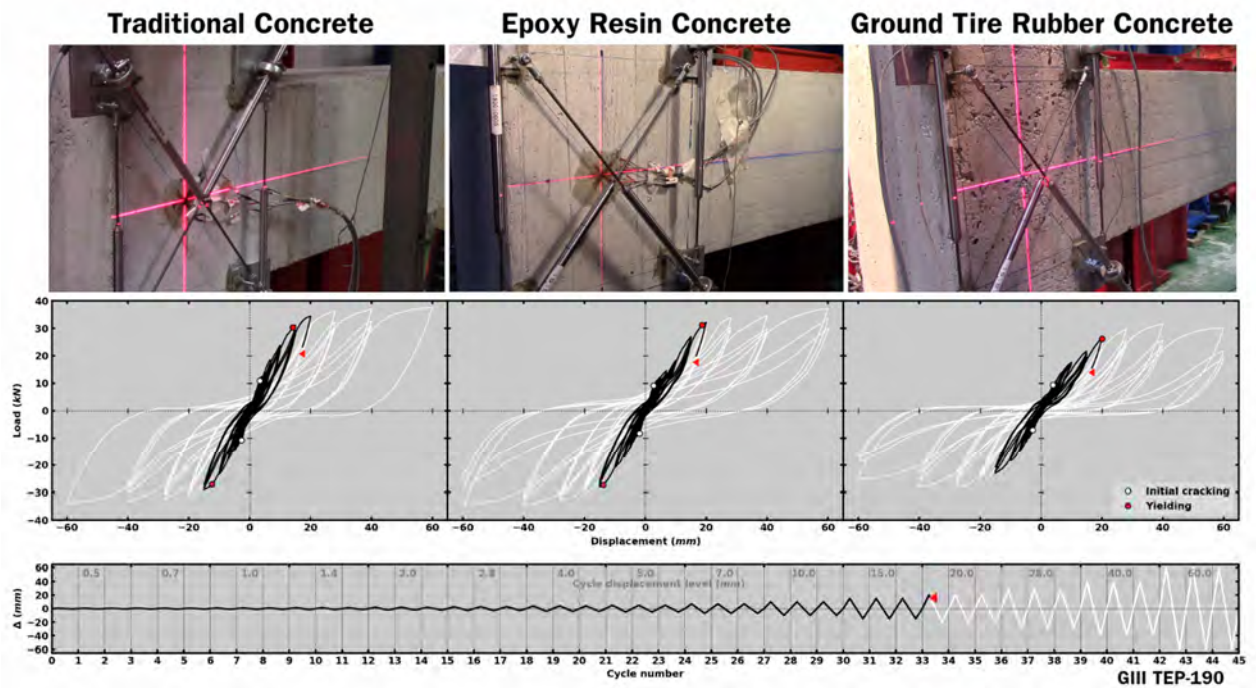 Traditional Concrete
Epoxy Resin Concrete
Ground Tire Rubber Concrete
40
30
20
10
0
−10
−20
−30
−40
Load (kN)
−60 −40 −20 0 20 40 60
−60 −40 −20 0 20 40 60
−60 −40 −20 0 20 40 60
Displacement (mm)
Initial cracking
Yielding
60
40
20
0
−20
−40
−60
Δ (mm)
0.5 0.7 1.0 1.4 2.0 2.8 4.0 5.0 7.0 10.0 15.0 20.0 28.0 40.0 60.0
Cycle displacement level (mm)
0 1 2 3 4 5 6 7 8 9 10 11 12 13 14 15 16 17 18 19 20 21 22 23 24 25 26 27 28 29 30 31 32 33 34 35 36 37 38 39 40 41 42 43 44 45
Cycle number
GIII TEP-190